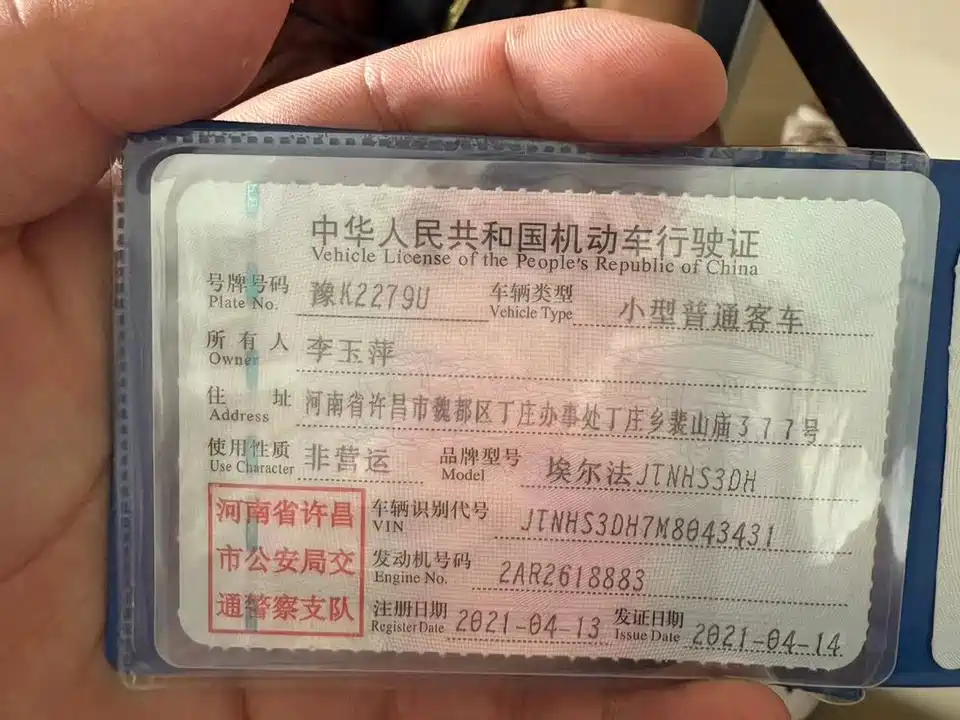 中华人民共和国机动车行驶证
Vehicle License of the People's Republic of China
号牌号码 豫K2279U 车辆类型 小型普通客车
Plate No. Vehicle Type
所有人 李玉萍
Owner
住址 河南省许昌市魏都区丁庄办事处丁庄乡裴山庙377号
Address
使用性质 非营运 品牌型号 埃尔法JTNHS3DH
Use Character Model
河南省许昌
市公安局交
通警察支队
车辆识别代号 JTNHS3DH7M8043431
VIN
发动机号码 2AR2618883
Engine No.
注册日期 2021-04-13 发证日期 2021-04-14
Register Date Issue Date